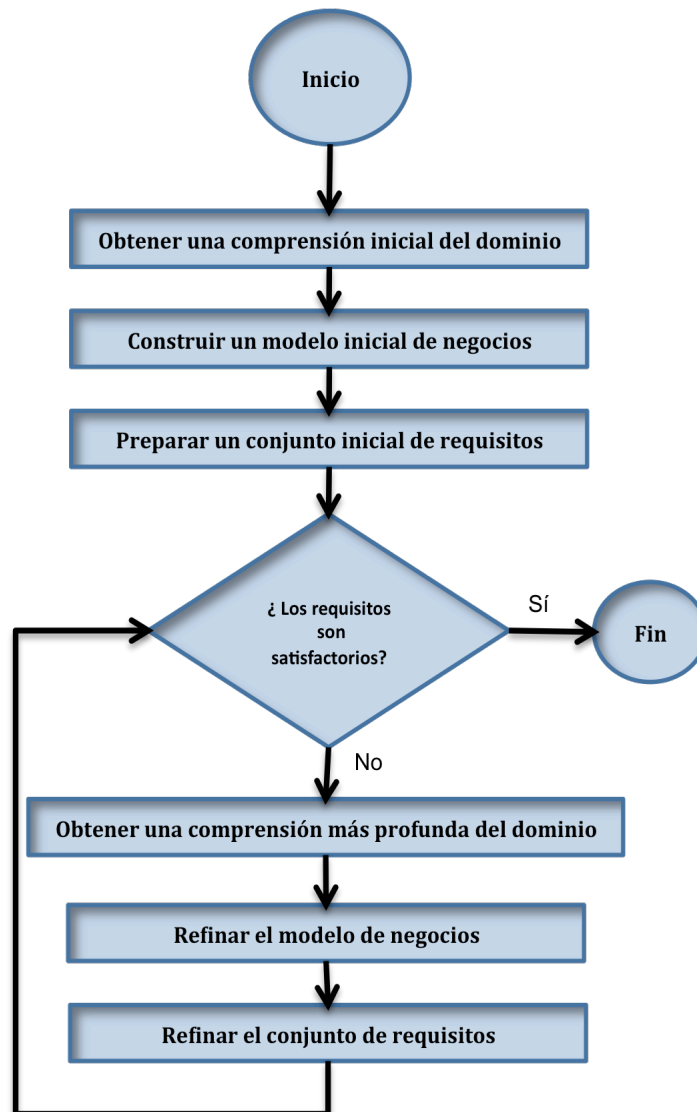 Inicio
Obtener una comprensión inicial del dominio
Construir un modelo inicial de negocios
Preparar un conjunto inicial de requisitos
¿ Los requisitos
son
satisfactorios?
Sí
Fin
No
Obtener una comprensión más profunda del dominio
Refinar el modelo de negocios
Refinar el conjunto de requisitos